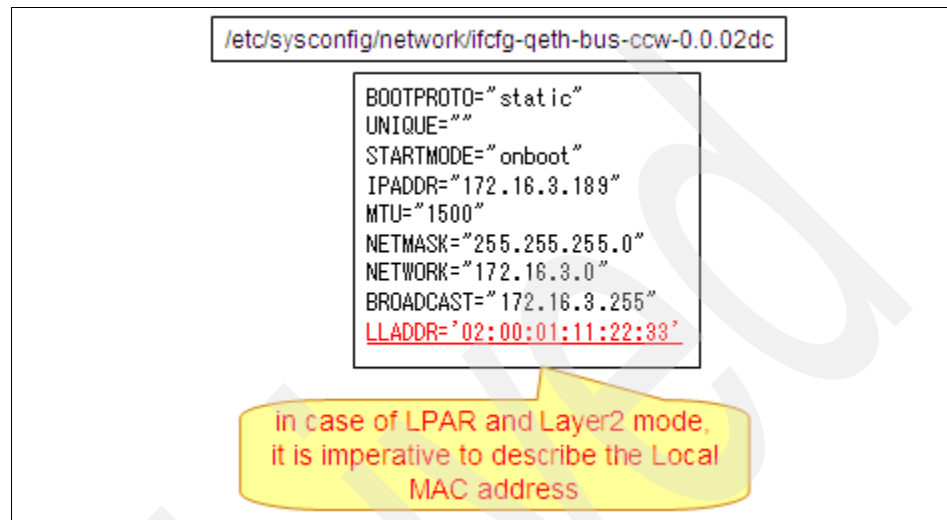 /etc/sysconfig/network/ifcfg-qeth-bus-ccw-0.0.02dc
BOOTPROTO="static"
UNIQUE=""
STARTMODE="onboot"
IPADDR="172.16.3.189"
MTU="1500"
NETMASK="255.255.255.0"
NETWORK="172.16.3.0"
BROADCAST="172.16.3.255"
LLADDR='02:00:01:11:22:33'
in case of LPAR and Layer2 mode,
it is imperative to describe the Local
MAC address